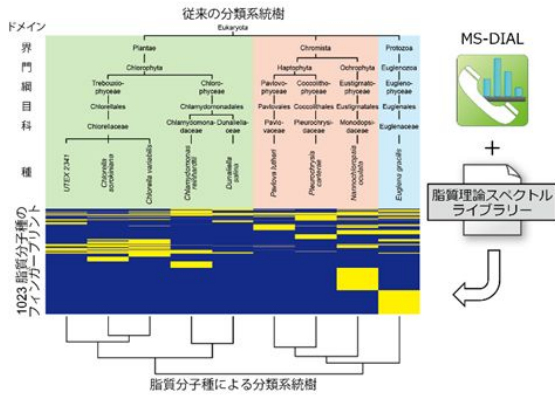 従来の分類系統樹
ドメイン Eukaryota
界 Plantae Chromista Protozoa
門 Chlorophyta Haptophyta Ochrophyta Euglenozoa
綱 Trebouxio-phyceae Chloro-phyceae Pavlovo-phyceae Coccolitho-phyceae Eustigmato-phyceae Eugleno-phyceae
目 Chlorellales Chlamydomonadales Pavlovales Coccolithales Eustigmatales Euglenales
科 Chlorellaceae Chlamydomona-daceae Dunaliella-ceae Pavlo-vaceae Pleurochrysi-daceae Monodops-daceae Euglenaceae
種 UTEX 2341 Chlorella sorokiniana Chlorella variabilis Chlamydomonas reinhardtii Dunaliella salina Pavlova lutheri Pleurochrysis carterae Nannochloropsis oculata Euglena gracilis
1023 脂質分子種の
フィンガープリント
脂質分子種による分類系統樹
MS-DIAL
+
脂質理論スペクトル
ライブラリー